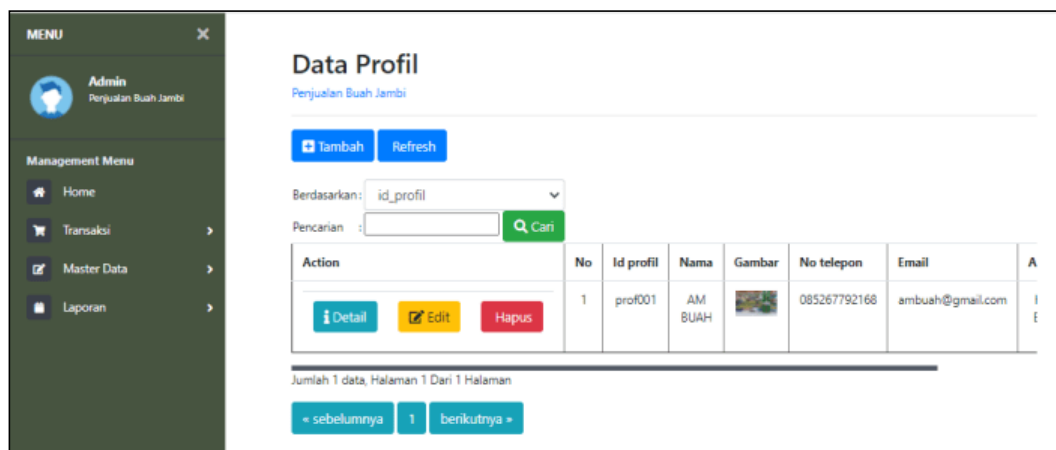 MENU ×
Admin
Penjualan Buah Jambi
Management Menu
Home
Transaksi
Master Data
Laporan
Data Profil
Penjualan Buah Jambi
Tambah Refresh
Berdasarkan : id_profil
Pencarian : Cari
Action No Id profil Nama Gambar No telepon Email A
Detail Edit Hapus 1 prof001 AM BUAH 085267792168 ambuah@gmail.com
Jumlah 1 data, Halaman 1 Dari 1 Halaman
« sebelumnya 1 berikutnya »